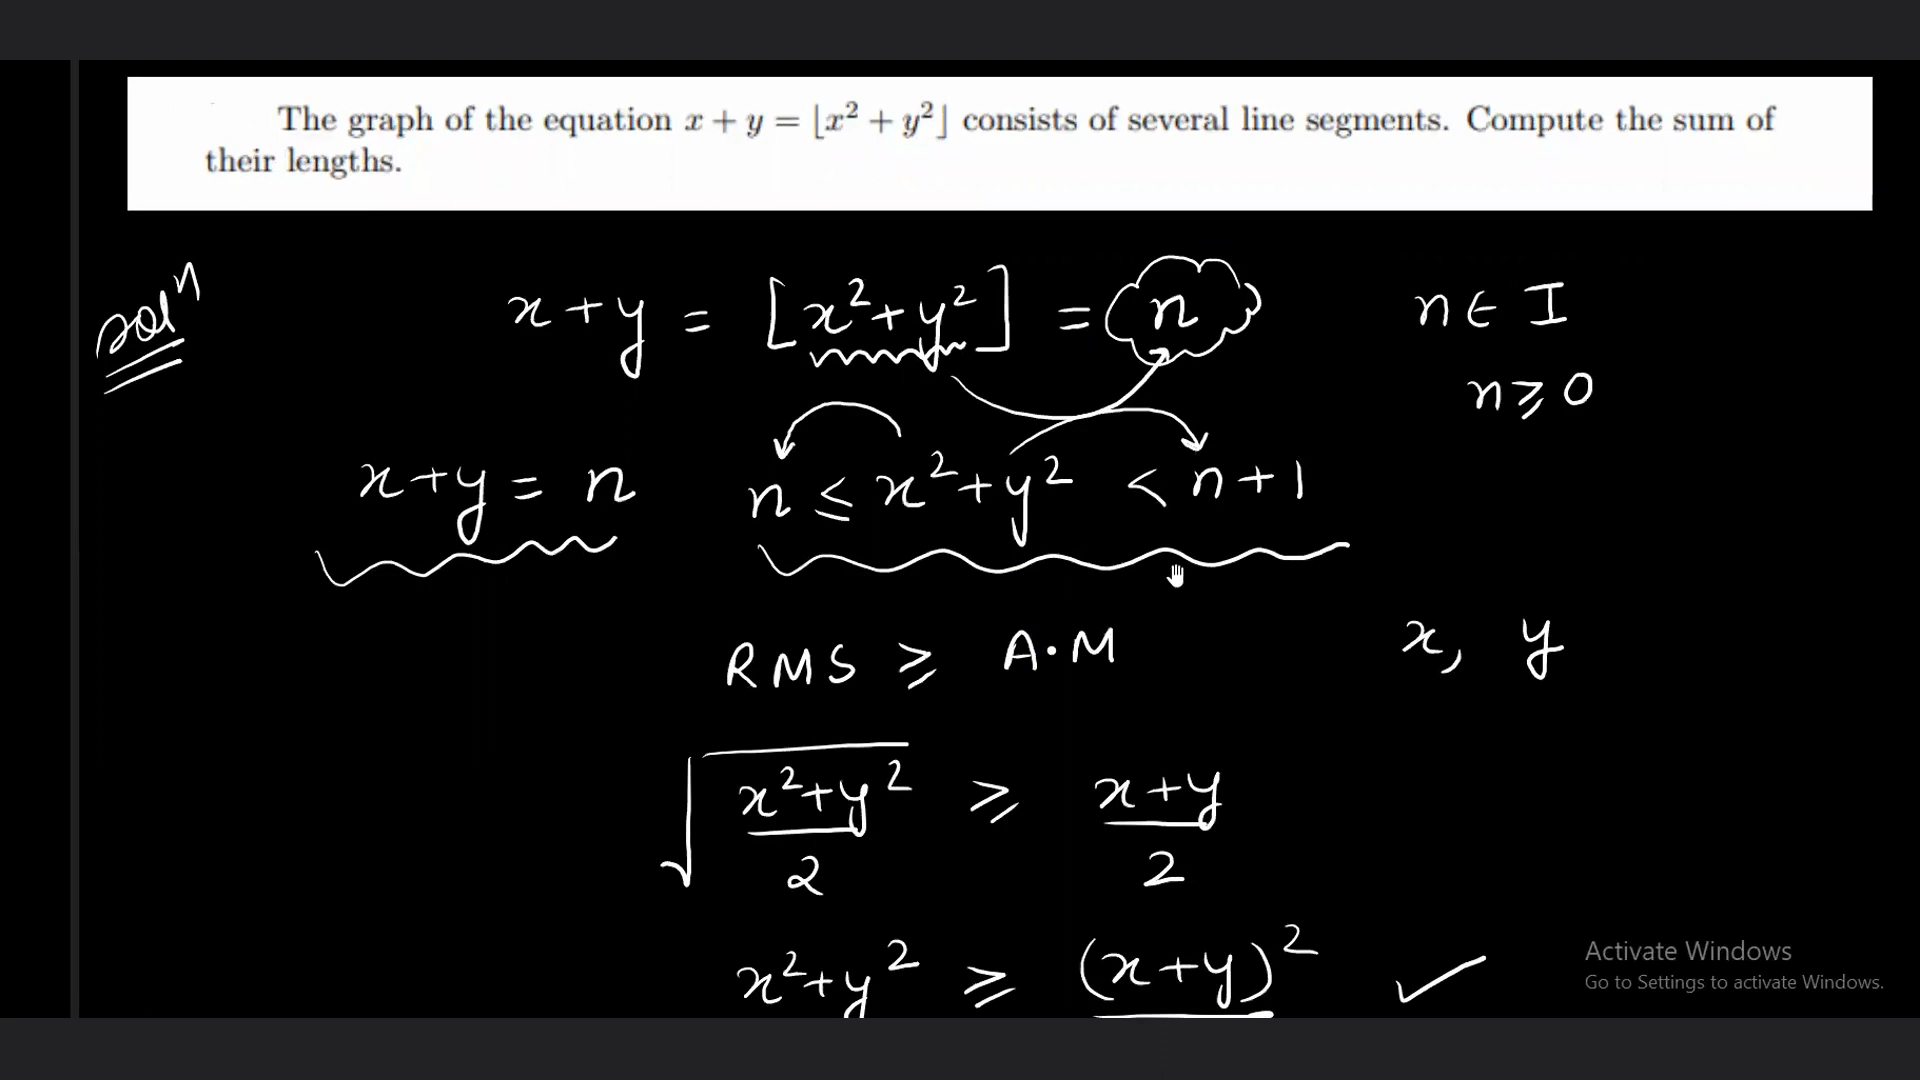 The graph of the equation x + y = ⌊x² + y²⌋ consists of several line segments. Compute the sum of
their lengths.
solⁿ
x+y = [x²+y²] = n n ∈ I
n ≥ 0
x+y = n n ≤ x²+y² < n+1
RMS ≥ A.M x, y
√((x²+y²)/2) ≥ (x+y)/2
x²+y² ≥ (x+y)² ✓
Activate Windows
Go to Settings to activate Windows.